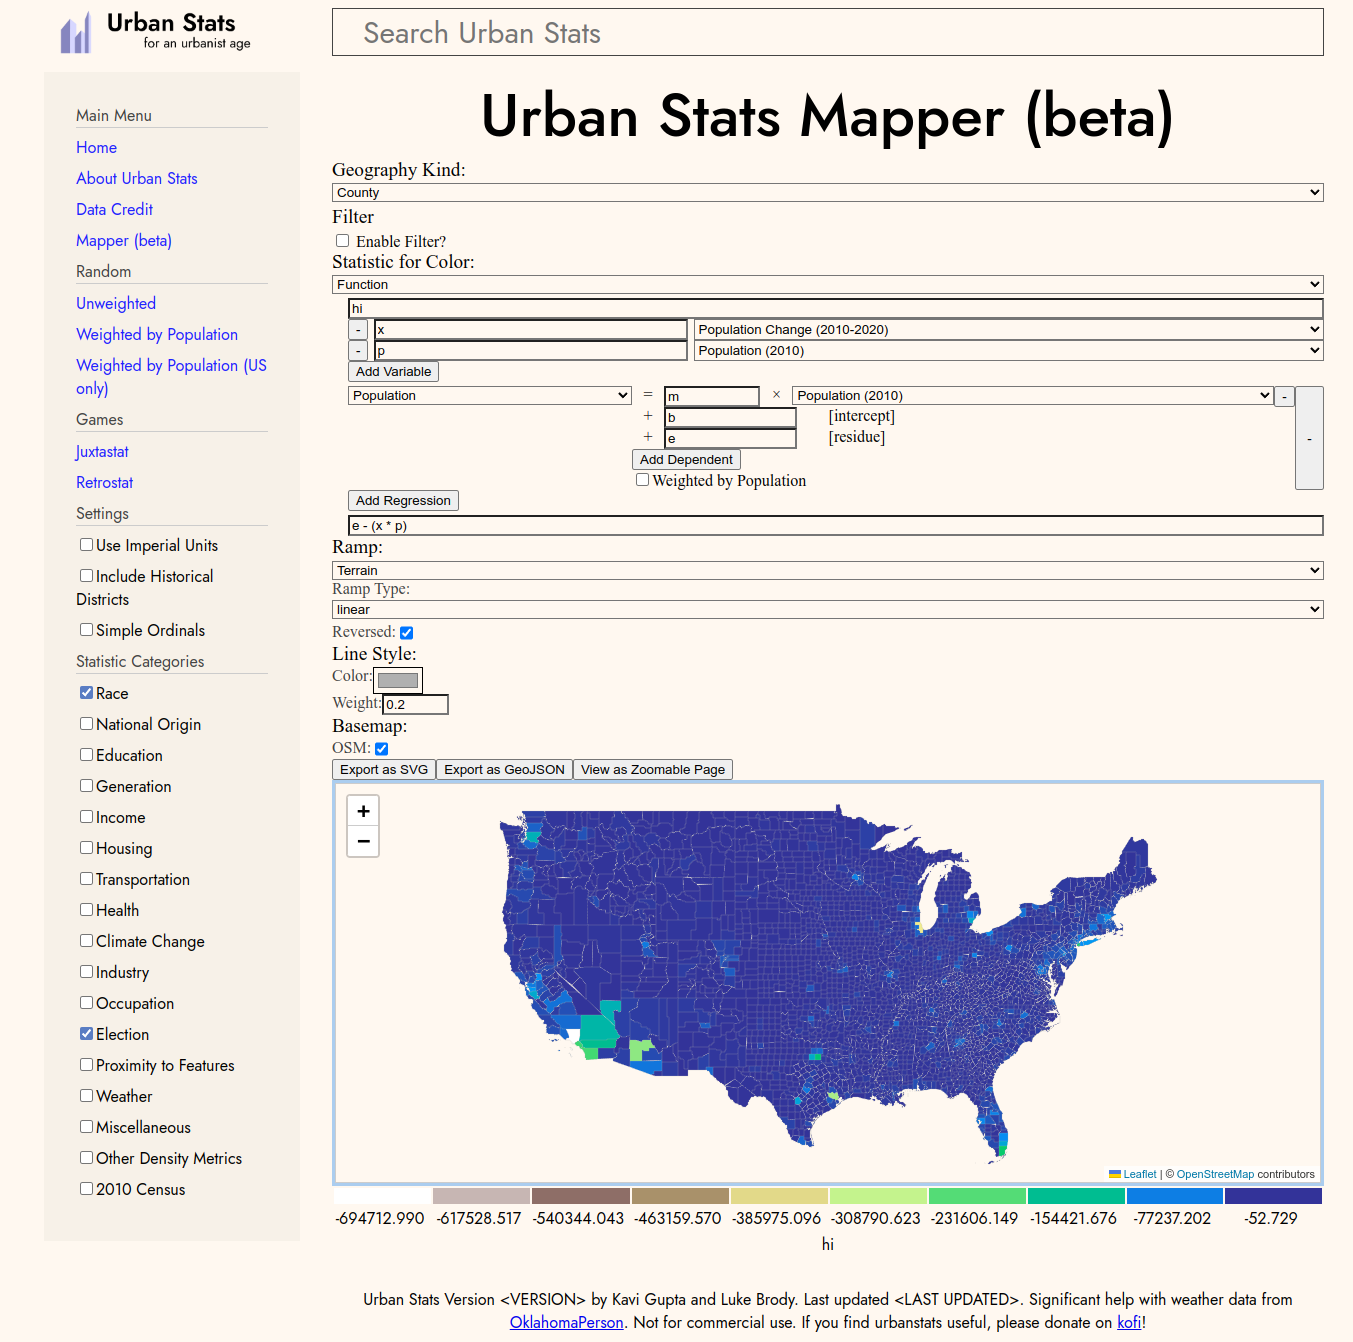 Urban Stats
for an urbanist age
Search Urban Stats
Main Menu
Home
About Urban Stats
Data Credit
Mapper (beta)
Random
Unweighted
Weighted by Population
Weighted by Population (US
only)
Games
Juxtastat
Retrostat
Settings
Use Imperial Units
Include Historical
Districts
Simple Ordinals
Statistic Categories
Race
National Origin
Education
Generation
Income
Housing
Transportation
Health
Climate Change
Industry
Occupation
Election
Proximity to Features
Weather
Miscellaneous
Other Density Metrics
2010 Census
Urban Stats Mapper (beta)
Geography Kind:
County
Filter
Enable Filter?
Statistic for Color:
Function
hi
- x Population Change (2010-2020)
- p Population (2010)
Add Variable
Population = m × Population (2010) - -
+ b [intercept]
+ e [residue]
Add Dependent
Weighted by Population
Add Regression
e - (x * p)
Ramp:
Terrain
Ramp Type:
linear
Reversed:
Line Style:
Color:
Weight: 0.2
Basemap:
OSM:
Export as SVG Export as GeoJSON View as Zoomable Page
+
−
Leaflet | © OpenStreetMap contributors
-694712.990 -617528.517 -540344.043 -463159.570 -385975.096 -308790.623 -231606.149 -154421.676 -77237.202 -52.729
hi
Urban Stats Version <VERSION> by Kavi Gupta and Luke Brody. Last updated <LAST UPDATED>. Significant help with weather data from
OklahomaPerson. Not for commercial use. If you find urbanstats useful, please donate on kofi!